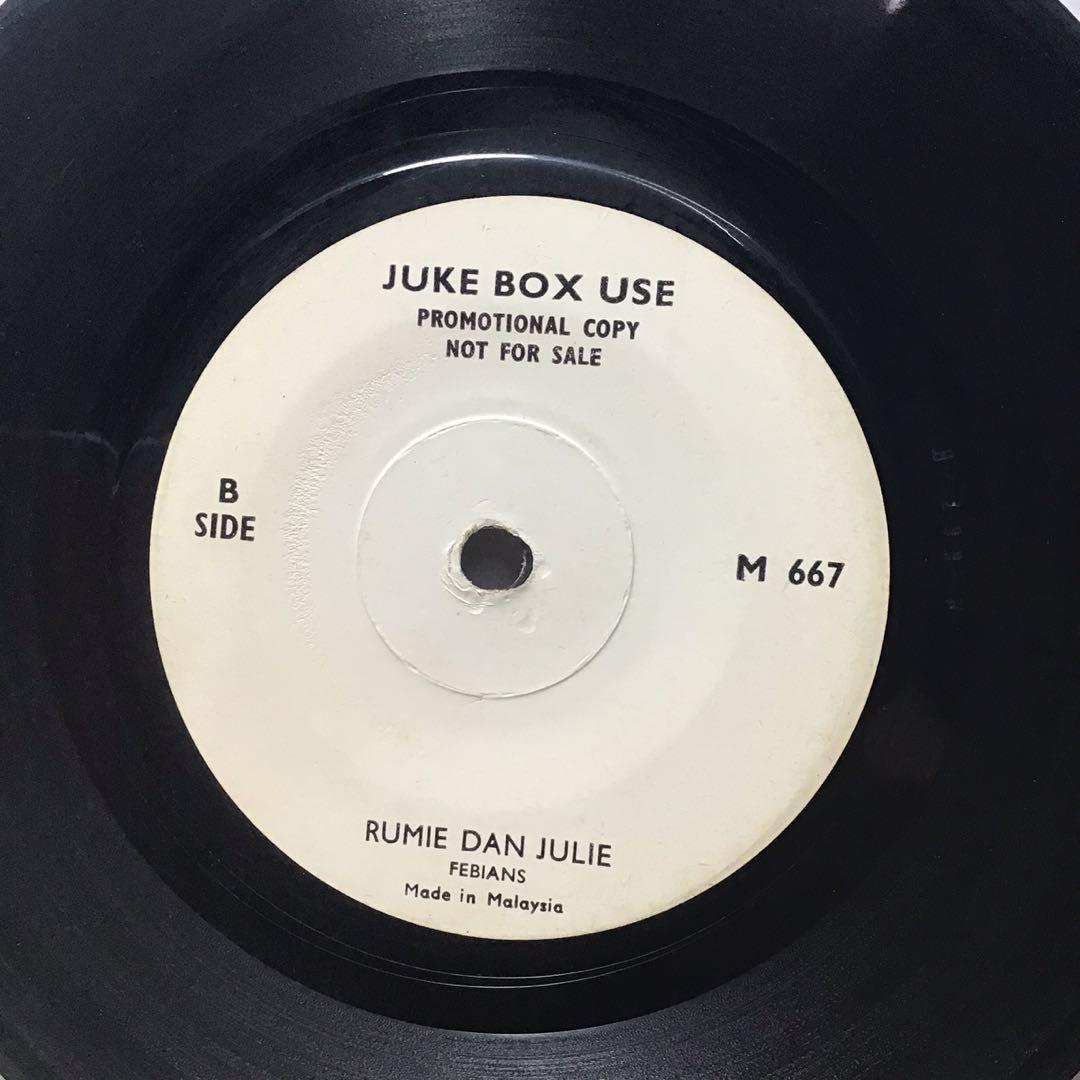 JUKE BOX USE
PROMOTIONAL COPY
NOT FOR SALE
B
SIDE
M 667
RUMIE DAN JULIE
FEBIANS
Made in Malaysia